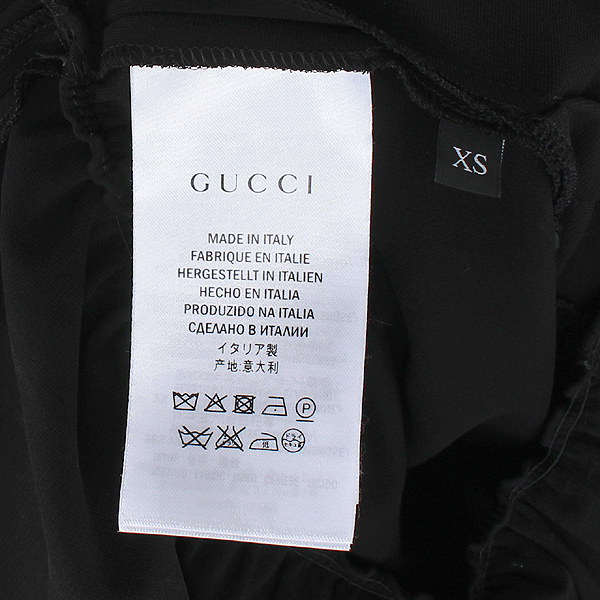 GUCCI
MADE IN ITALY
FABRIQUE EN ITALIE
HERGESTELLT IN ITALIEN
HECHO EN ITALIA
PRODUZIDO NA ITALIA
СДЕЛАНО В ИТАЛИИ
イタリア製
产地:意大利
P
XS